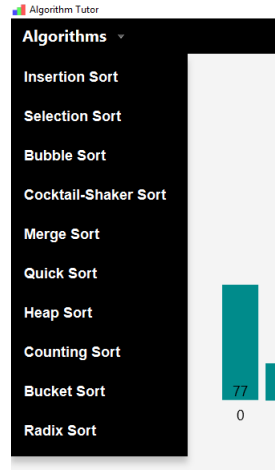 Algorithm Tutor
Algorithms
Insertion Sort
Selection Sort
Bubble Sort
Cocktail-Shaker Sort
Merge Sort
Quick Sort
Heap Sort
Counting Sort
Bucket Sort
Radix Sort
77
0